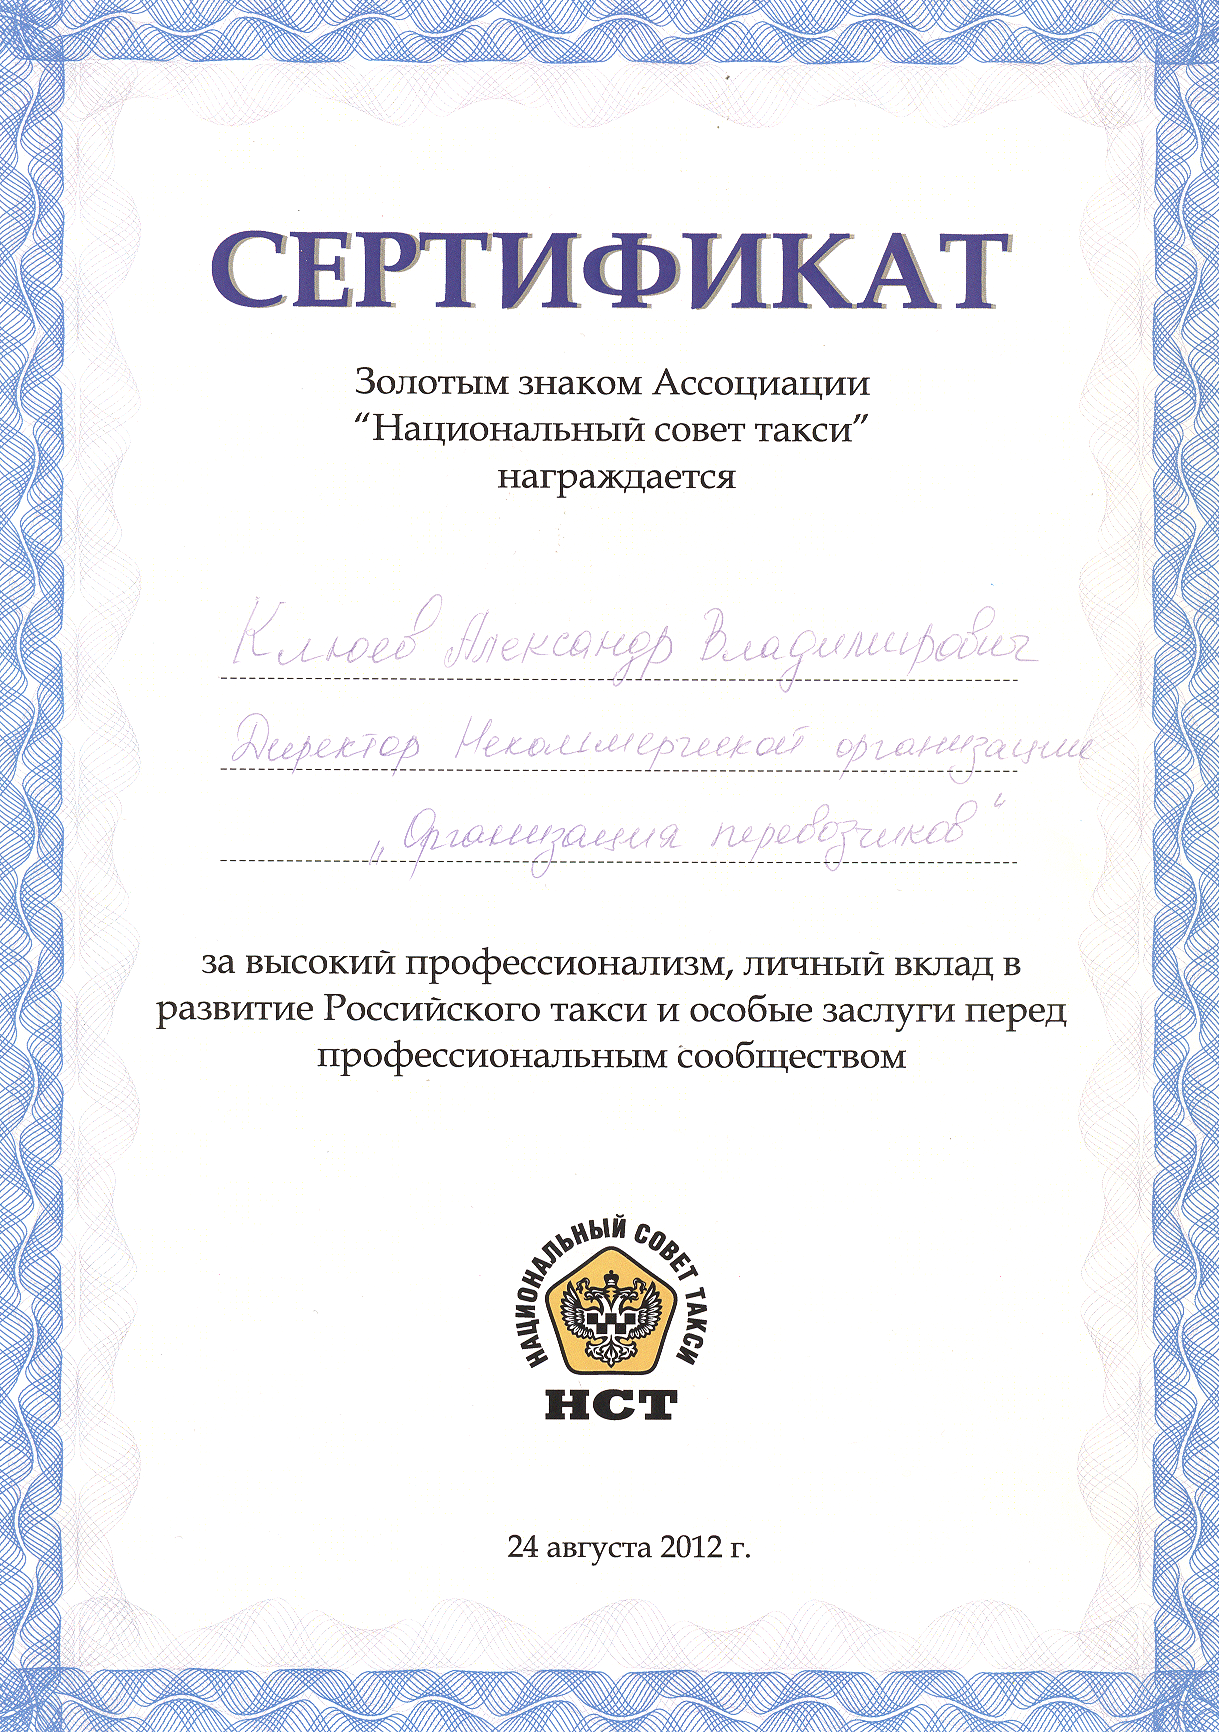 СЕРТИФИКАТ
Золотым знаком Ассоциации
“Национальный совет такси”
награждается
Клюев Александр Владимирович
Директор Некоммерческой организации
„Организация перевозчиков“
за высокий профессионализм, личный вклад в
развитие Российского такси и особые заслуги перед
профессиональным сообществом
НАЦИОНАЛЬНЫЙ СОВЕТ ТАКСИ
НСТ
24 августа 2012 г.